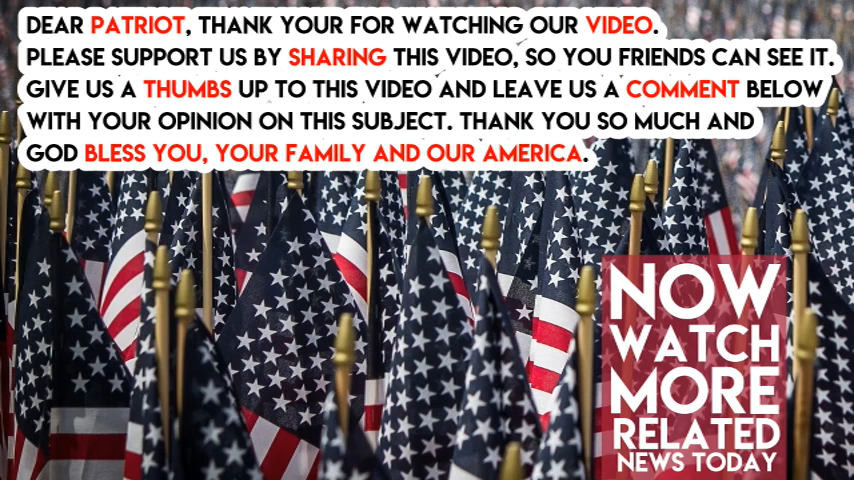 DEAR PATRIOT, THANK YOUR FOR WATCHING OUR VIDEO.
PLEASE SUPPORT US BY SHARING THIS VIDEO, SO YOU FRIENDS CAN SEE IT.
GIVE US A THUMBS UP TO THIS VIDEO AND LEAVE US A COMMENT BELOW
WITH YOUR OPINION ON THIS SUBJECT. THANK YOU SO MUCH AND
GOD BLESS YOU, YOUR FAMILY AND OUR AMERICA.
NOW
WATCH
MORE
RELATED
NEWS TODAY